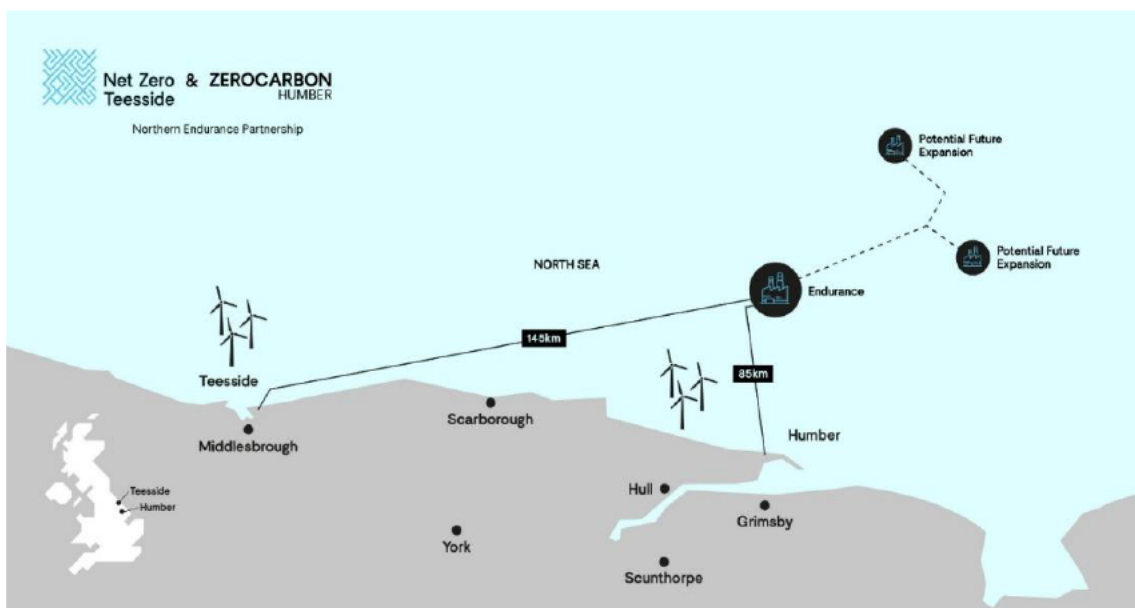 Net Zero & ZEROCARBON
Teesside HUMBER
Northern Endurance Partnership
Potential Future
Expansion
Potential Future
Expansion
NORTH SEA
Endurance
145km
85km
Teesside
Scarborough
Humber
Middlesbrough
Hull
Teesside
Humber
Grimsby
York
Scunthorpe